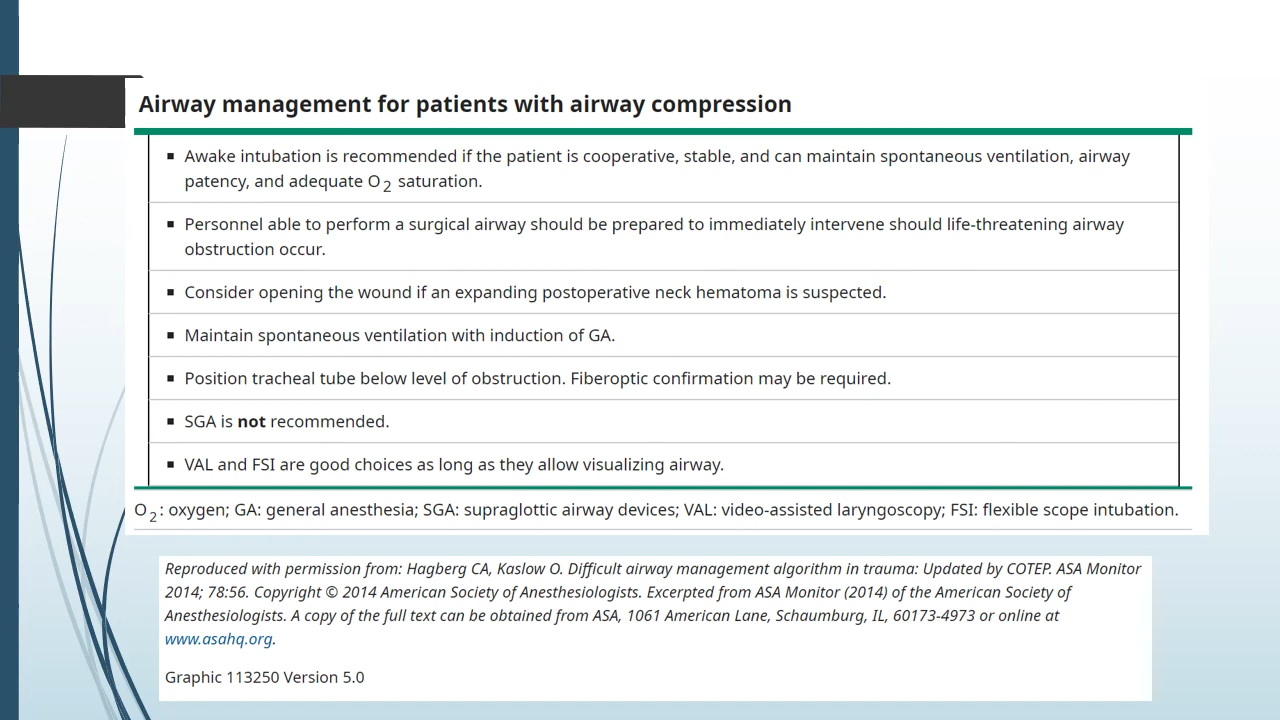 Airway management for patients with airway compression
▪ Awake intubation is recommended if the patient is cooperative, stable, and can maintain spontaneous ventilation, airway
patency, and adequate O2 saturation.
▪ Personnel able to perform a surgical airway should be prepared to immediately intervene should life-threatening airway
obstruction occur.
▪ Consider opening the wound if an expanding postoperative neck hematoma is suspected.
▪ Maintain spontaneous ventilation with induction of GA.
▪ Position tracheal tube below level of obstruction. Fiberoptic confirmation may be required.
▪ SGA is not recommended.
▪ VAL and FSI are good choices as long as they allow visualizing airway.
O2: oxygen; GA: general anesthesia; SGA: supraglottic airway devices; VAL: video-assisted laryngoscopy; FSI: flexible scope intubation.
Reproduced with permission from: Hagberg CA, Kaslow O. Difficult airway management algorithm in trauma: Updated by COTEP. ASA Monitor
2014; 78:56. Copyright © 2014 American Society of Anesthesiologists. Excerpted from ASA Monitor (2014) of the American Society of
Anesthesiologists. A copy of the full text can be obtained from ASA, 1061 American Lane, Schaumburg, IL, 60173-4973 or online at
www.asahq.org.
Graphic 113250 Version 5.0